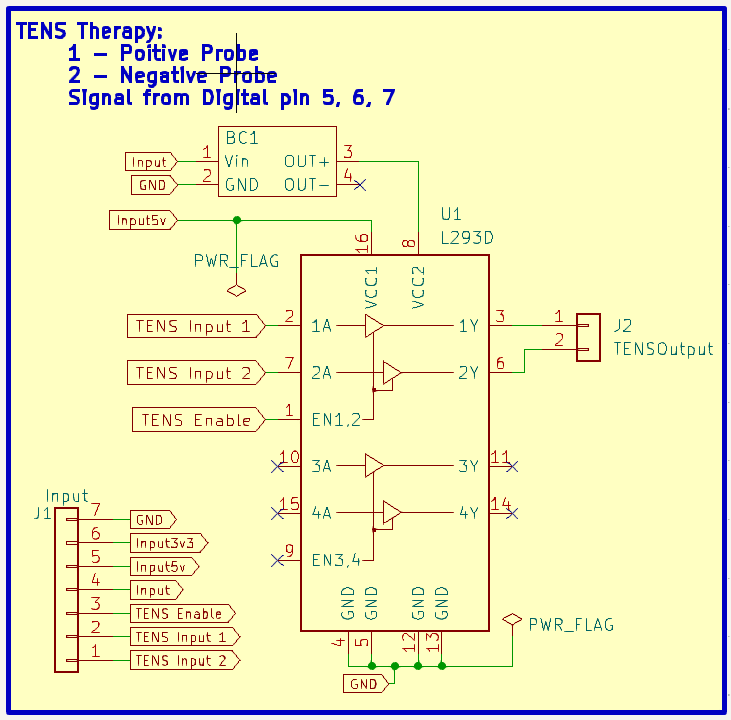 TENS Therapy:
1 - Poitive Probe
2 - Negative Probe
Signal from Digital pin 5, 6, 7
BC1
Input 1 Vin OUT+ 3
GND 2 GND OUT- 4
Input5v
U1
L293D
16 8
PWR_FLAG
VCC1 VCC2
TENS Input 1 2 1A 1Y 3 1 J2
2 TENSOutput
TENS Input 2 7 2A 2Y 6
TENS Enable 1 EN1,2
10 3A 3Y 11
15 4A 4Y 14
9 EN3,4
Input
J1
7 GND
6 Input3v3
5 Input5v
4 Input
3 TENS Enable
2 TENS Input 1
1 TENS Input 2
GND GND GND GND
4 5 12 13
PWR_FLAG
GND